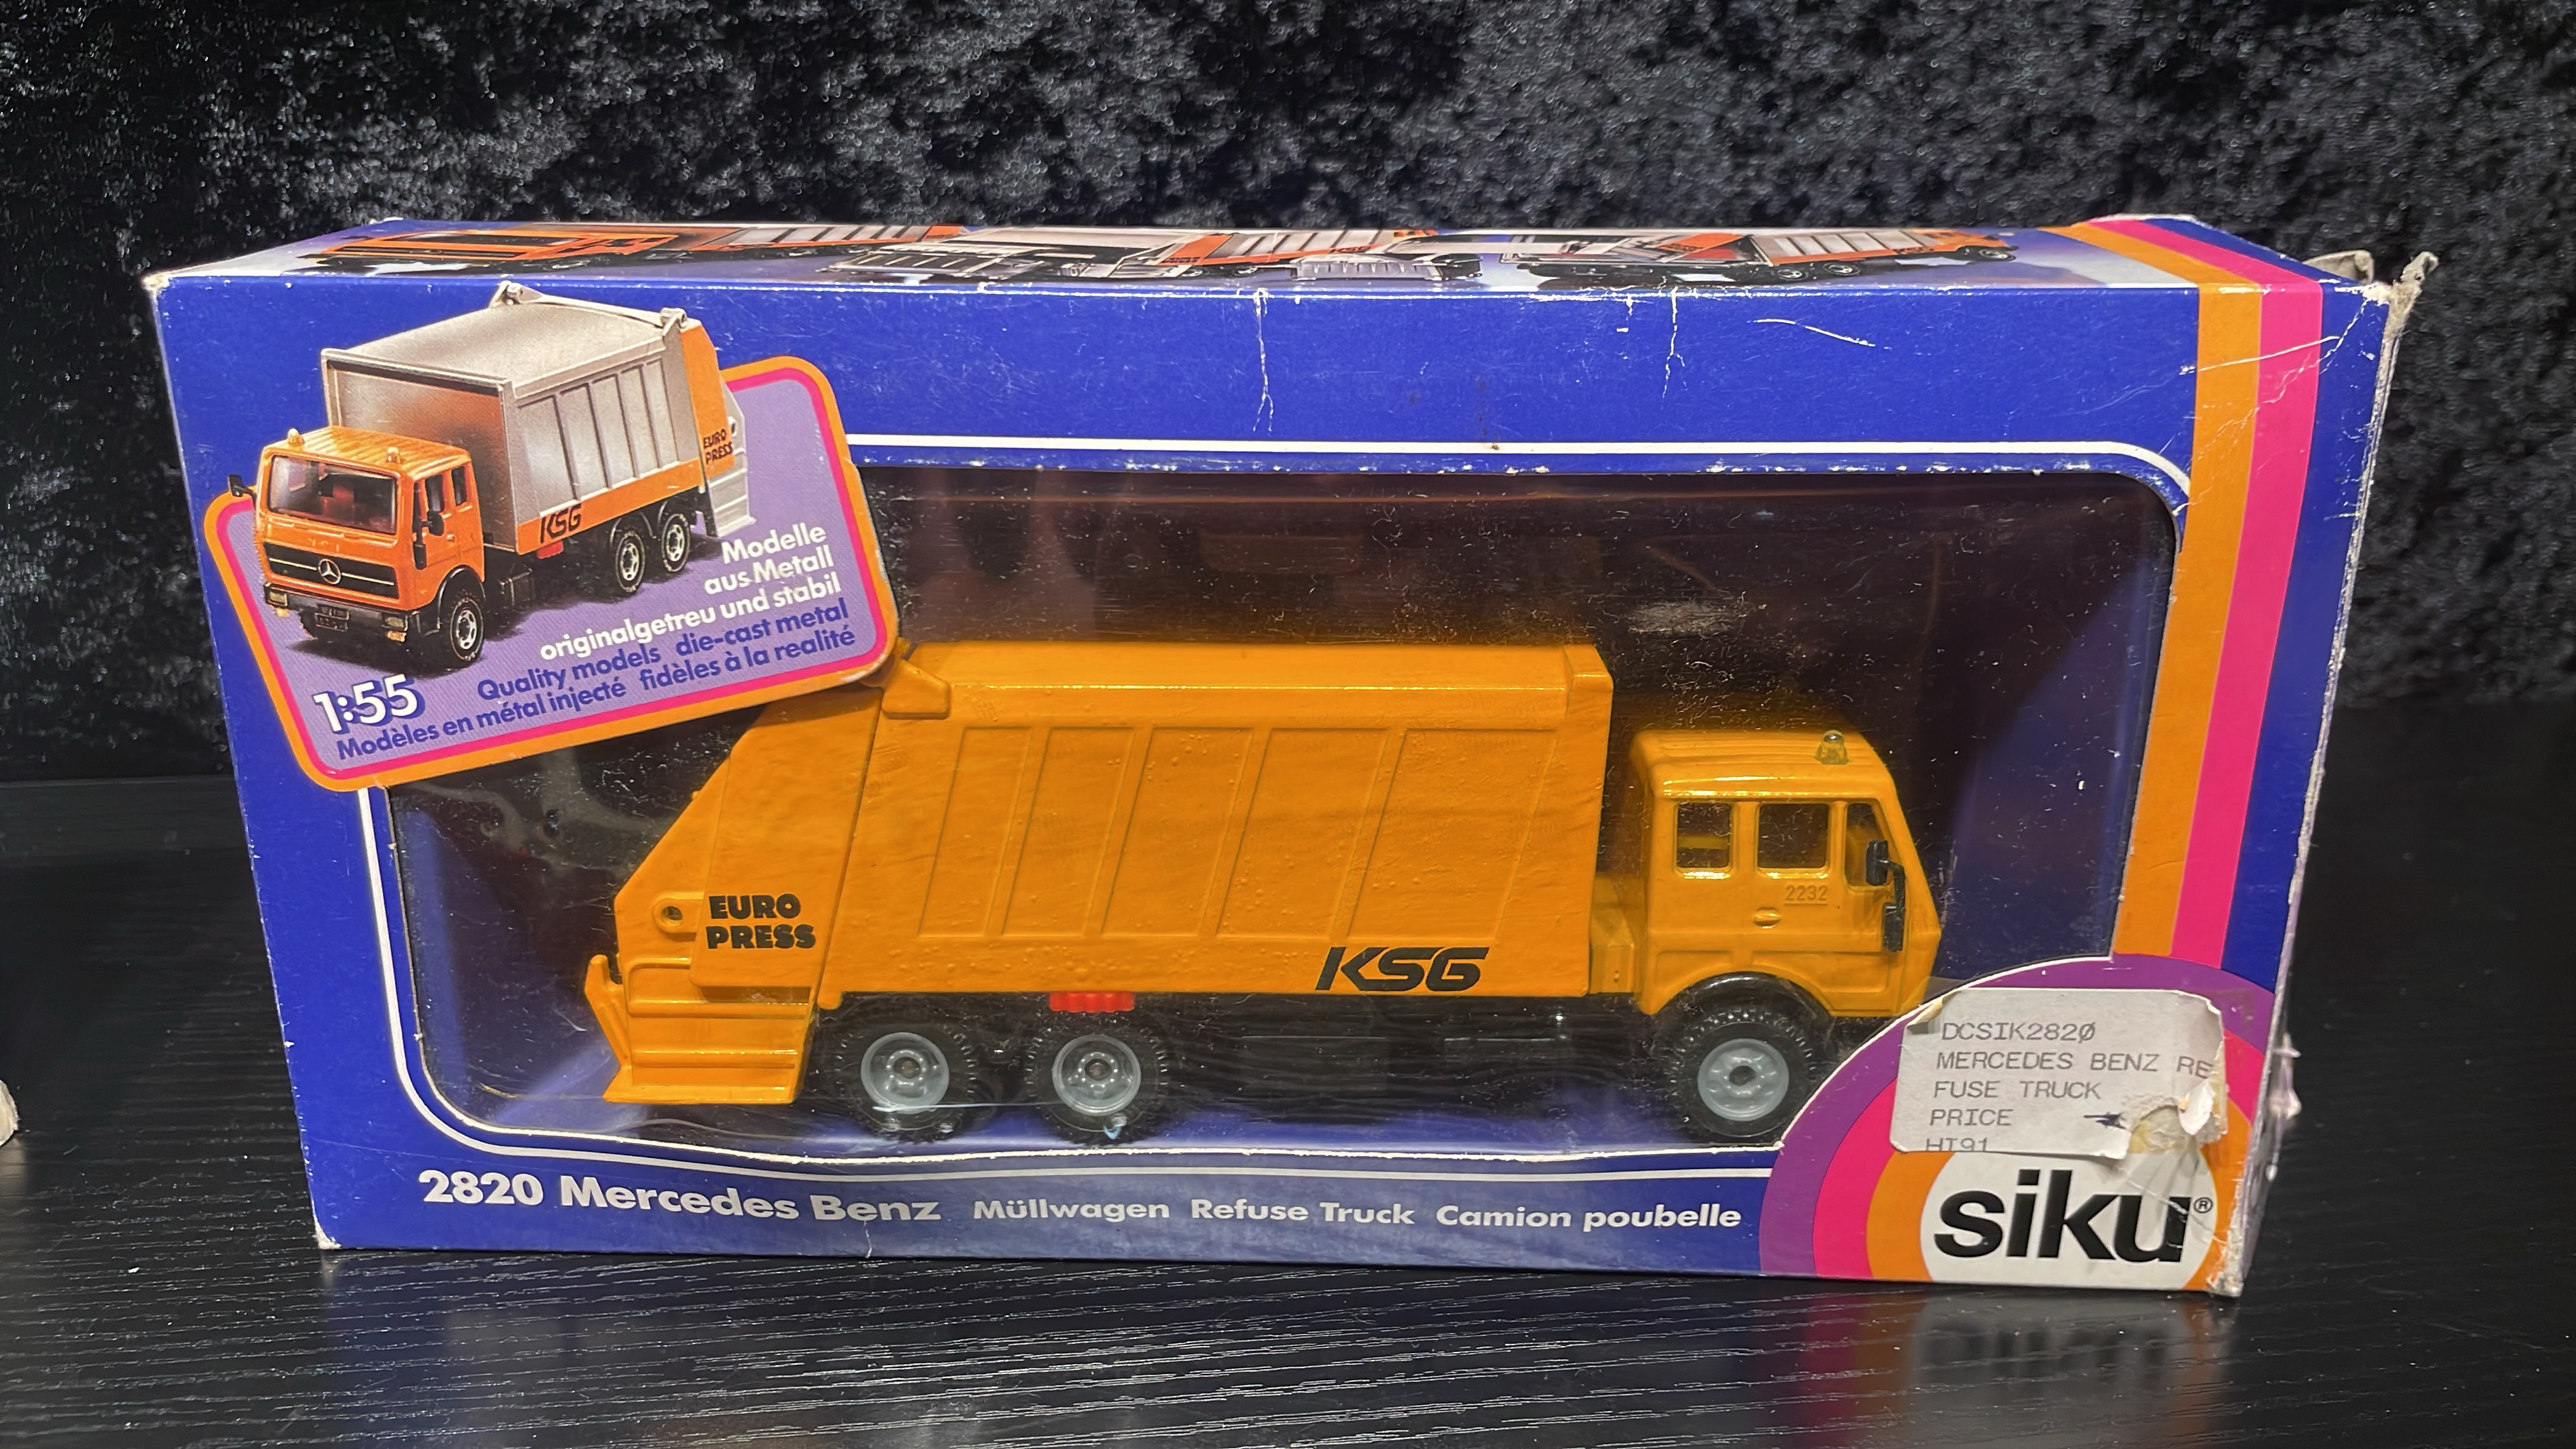 EURO
PRESS
KSG
Modelle
aus Metall
originalgetreu und stabil
Quality models die-cast metal
1:55
Modèles en métal injecté fidèles à la realité
2232
EURO
PRESS
KSG
DCSIK2820
MERCEDES BENZ RE
FUSE TRUCK
PRICE
HT91
2820 Mercedes Benz Müllwagen Refuse Truck Camion poubelle
siku®